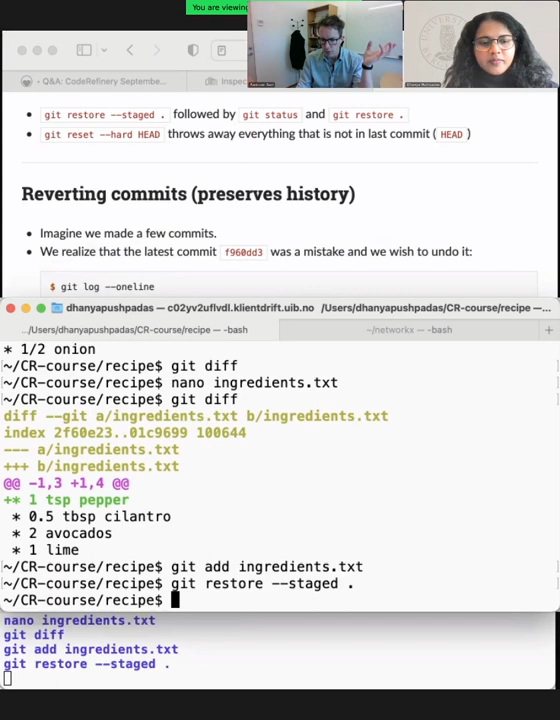 You are viewing
Q&A: CodeRefinery Septembe...
Inspec
git restore --staged . followed by git status and git restore .
git reset --hard HEAD throws away everything that is not in last commit ( HEAD )
Reverting commits (preserves history)
Imagine we made a few commits.
We realize that the latest commit f960dd3 was a mistake and we wish to undo it:
$ git log --oneline
dhanyapushpadas — c02yv2uflvdl.klientdrift.uib.no /Users/dhanyapushpadas/CR-course/recipe —...
.../Users/dhanyapushpadas/CR-course/recipe — -bash
~/networkx — -bash
+
* 1/2 onion
~/CR-course/recipe$ git diff
~/CR-course/recipe$ nano ingredients.txt
~/CR-course/recipe$ git diff
diff --git a/ingredients.txt b/ingredients.txt
index 2f60e23..01c9699 100644
--- a/ingredients.txt
+++ b/ingredients.txt
@@ -1,3 +1,4 @@
+* 1 tsp pepper
 * 0.5 tbsp cilantro
 * 2 avocados
 * 1 lime
~/CR-course/recipe$ git add ingredients.txt
~/CR-course/recipe$ git restore --staged .
~/CR-course/recipe$
nano ingredients.txt
git diff
git add ingredients.txt
git restore --staged .